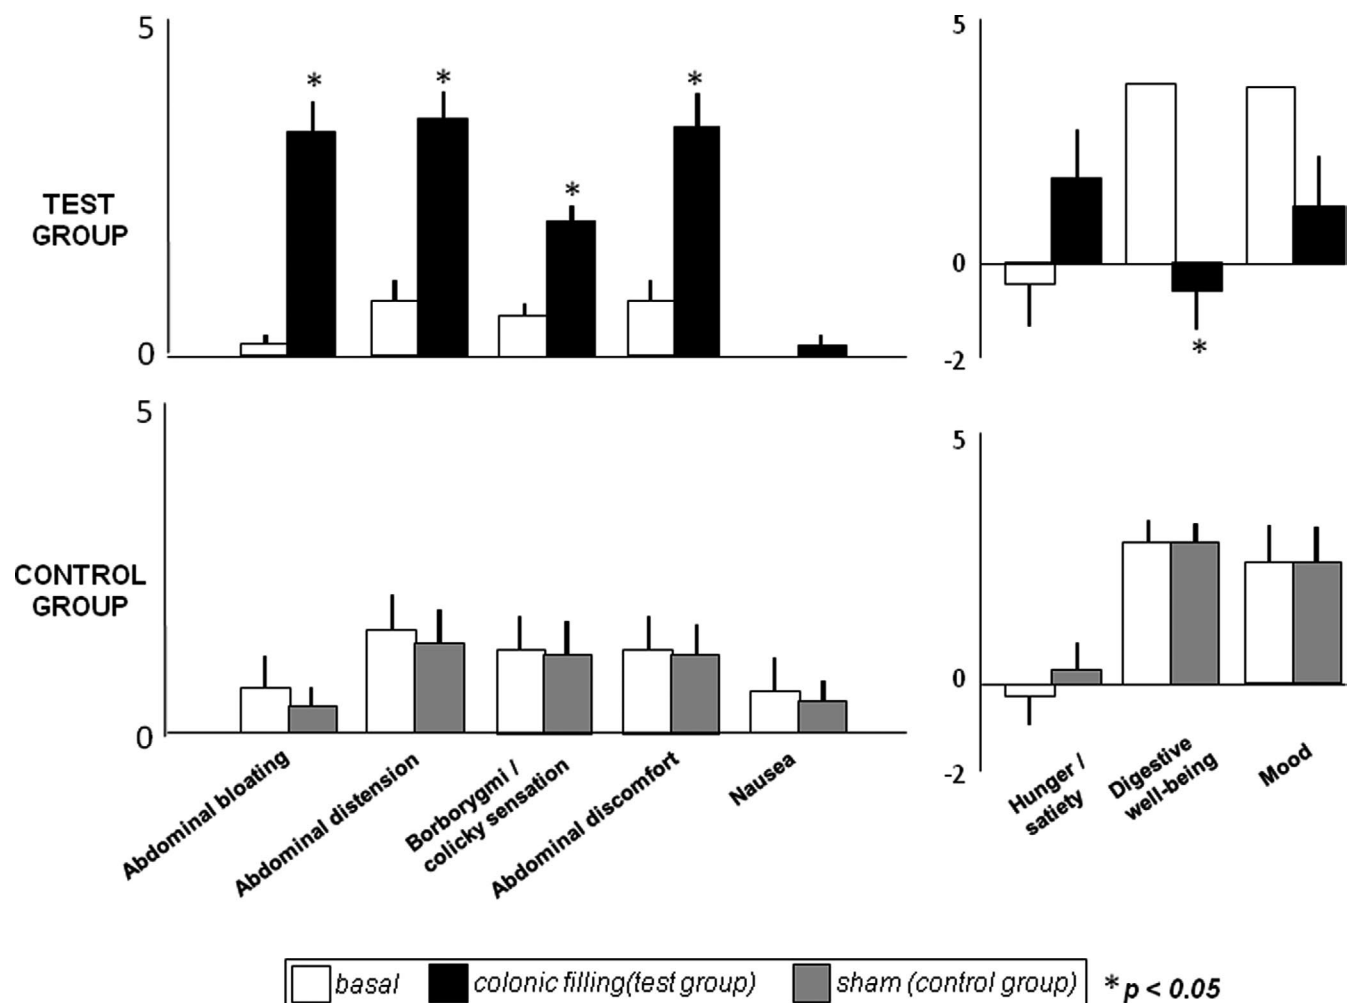 5
*
*
*
*
0
TEST
GROUP
5
0
-2
*
5
0
CONTROL
GROUP
5
0
-2
Abdominal bloating
Abdominal distension
Borborygmi /
colicky sensation
Abdominal discomfort
Nausea
Hunger /
satiety
Digestive
well-being
Mood
basal
colonic filling(test group)
sham (control group)
*p < 0.05